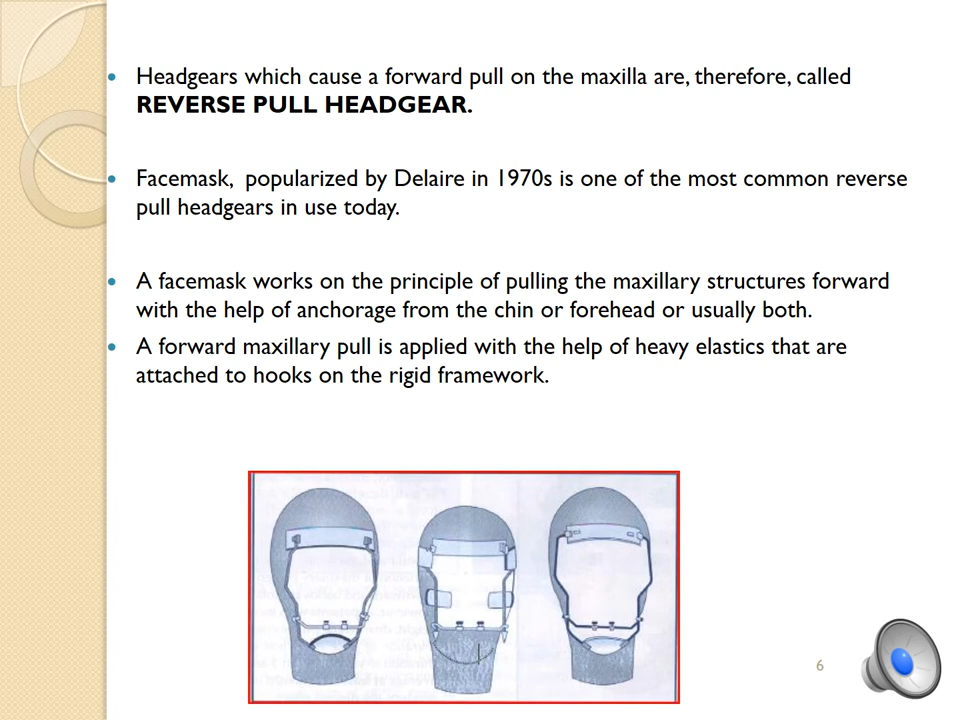 Headgears which cause a forward pull on the maxilla are, therefore, called
REVERSE PULL HEADGEAR.
Facemask, popularized by Delaire in 1970s is one of the most common reverse
pull headgears in use today.
A facemask works on the principle of pulling the maxillary structures forward
with the help of anchorage from the chin or forehead or usually both.
A forward maxillary pull is applied with the help of heavy elastics that are
attached to hooks on the rigid framework.
6